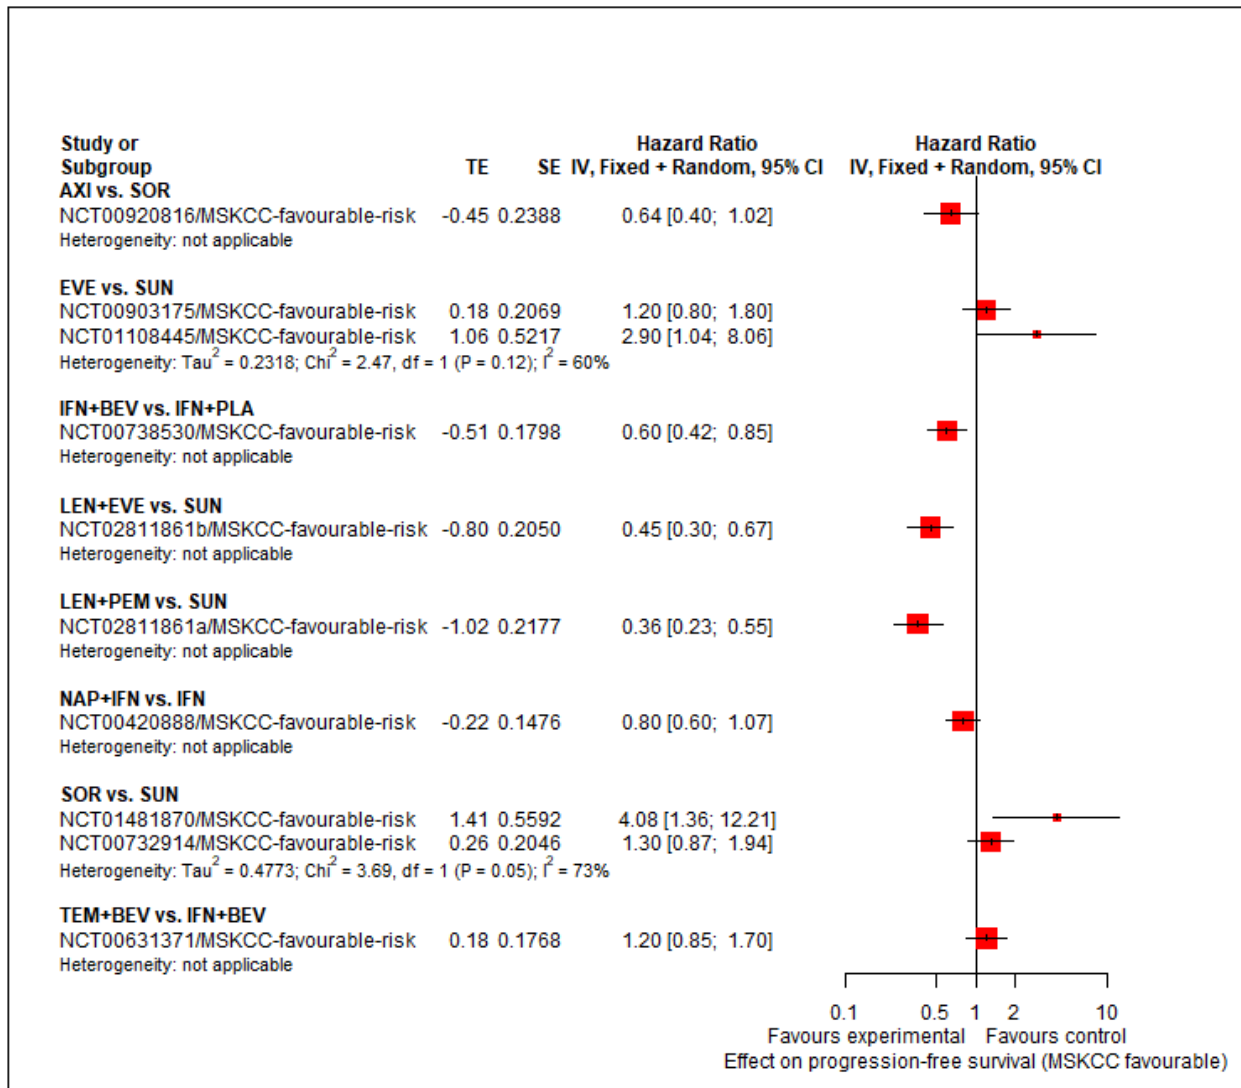 Study or Hazard Ratio Hazard Ratio
Subgroup TE SE IV, Fixed + Random, 95% CI IV, Fixed + Random, 95% CI
AXI vs. SOR
NCT00920816/MSKCC-favourable-risk -0.45 0.2388 0.64 [0.40; 1.02]
Heterogeneity: not applicable
EVE vs. SUN
NCT00903175/MSKCC-favourable-risk 0.18 0.2069 1.20 [0.80; 1.80]
NCT01108445/MSKCC-favourable-risk 1.06 0.5217 2.90 [1.04; 8.06]
Heterogeneity: Tau² = 0.2318; Chi² = 2.47, df = 1 (P = 0.12); I² = 60%
IFN+BEV vs. IFN+PLA
NCT00738530/MSKCC-favourable-risk -0.51 0.1798 0.60 [0.42; 0.85]
Heterogeneity: not applicable
LEN+EVE vs. SUN
NCT02811861b/MSKCC-favourable-risk -0.80 0.2050 0.45 [0.30; 0.67]
Heterogeneity: not applicable
LEN+PEM vs. SUN
NCT02811861a/MSKCC-favourable-risk -1.02 0.2177 0.36 [0.23; 0.55]
Heterogeneity: not applicable
NAP+IFN vs. IFN
NCT00420888/MSKCC-favourable-risk -0.22 0.1476 0.80 [0.60; 1.07]
Heterogeneity: not applicable
SOR vs. SUN
NCT01481870/MSKCC-favourable-risk 1.41 0.5592 4.08 [1.36; 12.21]
NCT00732914/MSKCC-favourable-risk 0.26 0.2046 1.30 [0.87; 1.94]
Heterogeneity: Tau² = 0.4773; Chi² = 3.69, df = 1 (P = 0.05); I² = 73%
TEM+BEV vs. IFN+BEV
NCT00631371/MSKCC-favourable-risk 0.18 0.1768 1.20 [0.85; 1.70]
Heterogeneity: not applicable
0.1 0.5 1 2 10
Favours experimental Favours control
Effect on progression-free survival (MSKCC favourable)